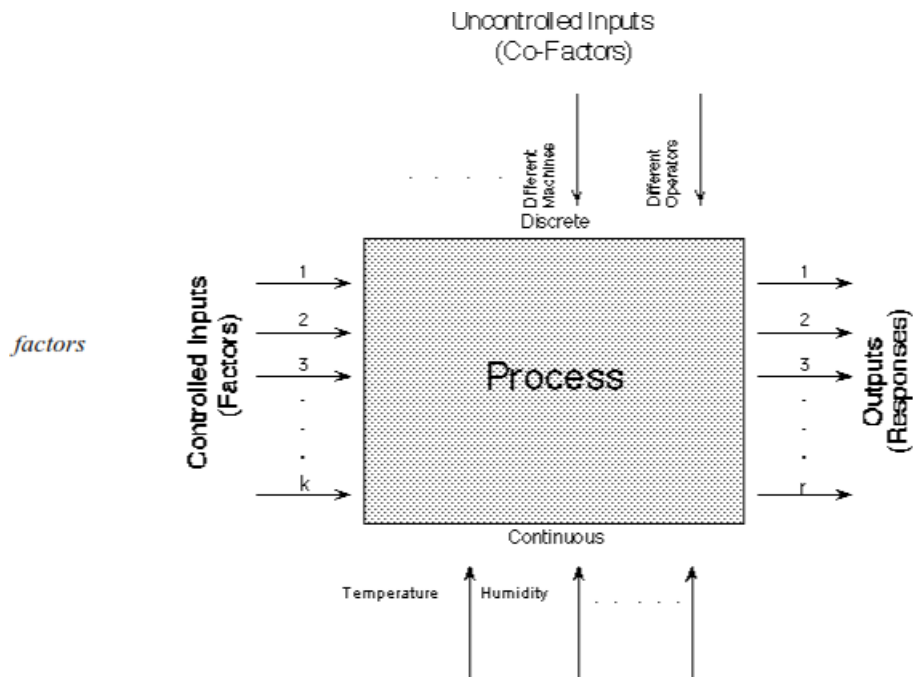 Uncontrolled Inputs
(Co-Factors)
Dfferent
Machines
Different
Operators
Discrete
factors
Controlled Inputs
(Factors)
1
2
3
k
Process
1
2
3
r
Outputs
(Responses)
Continuous
Temperature
Humidity